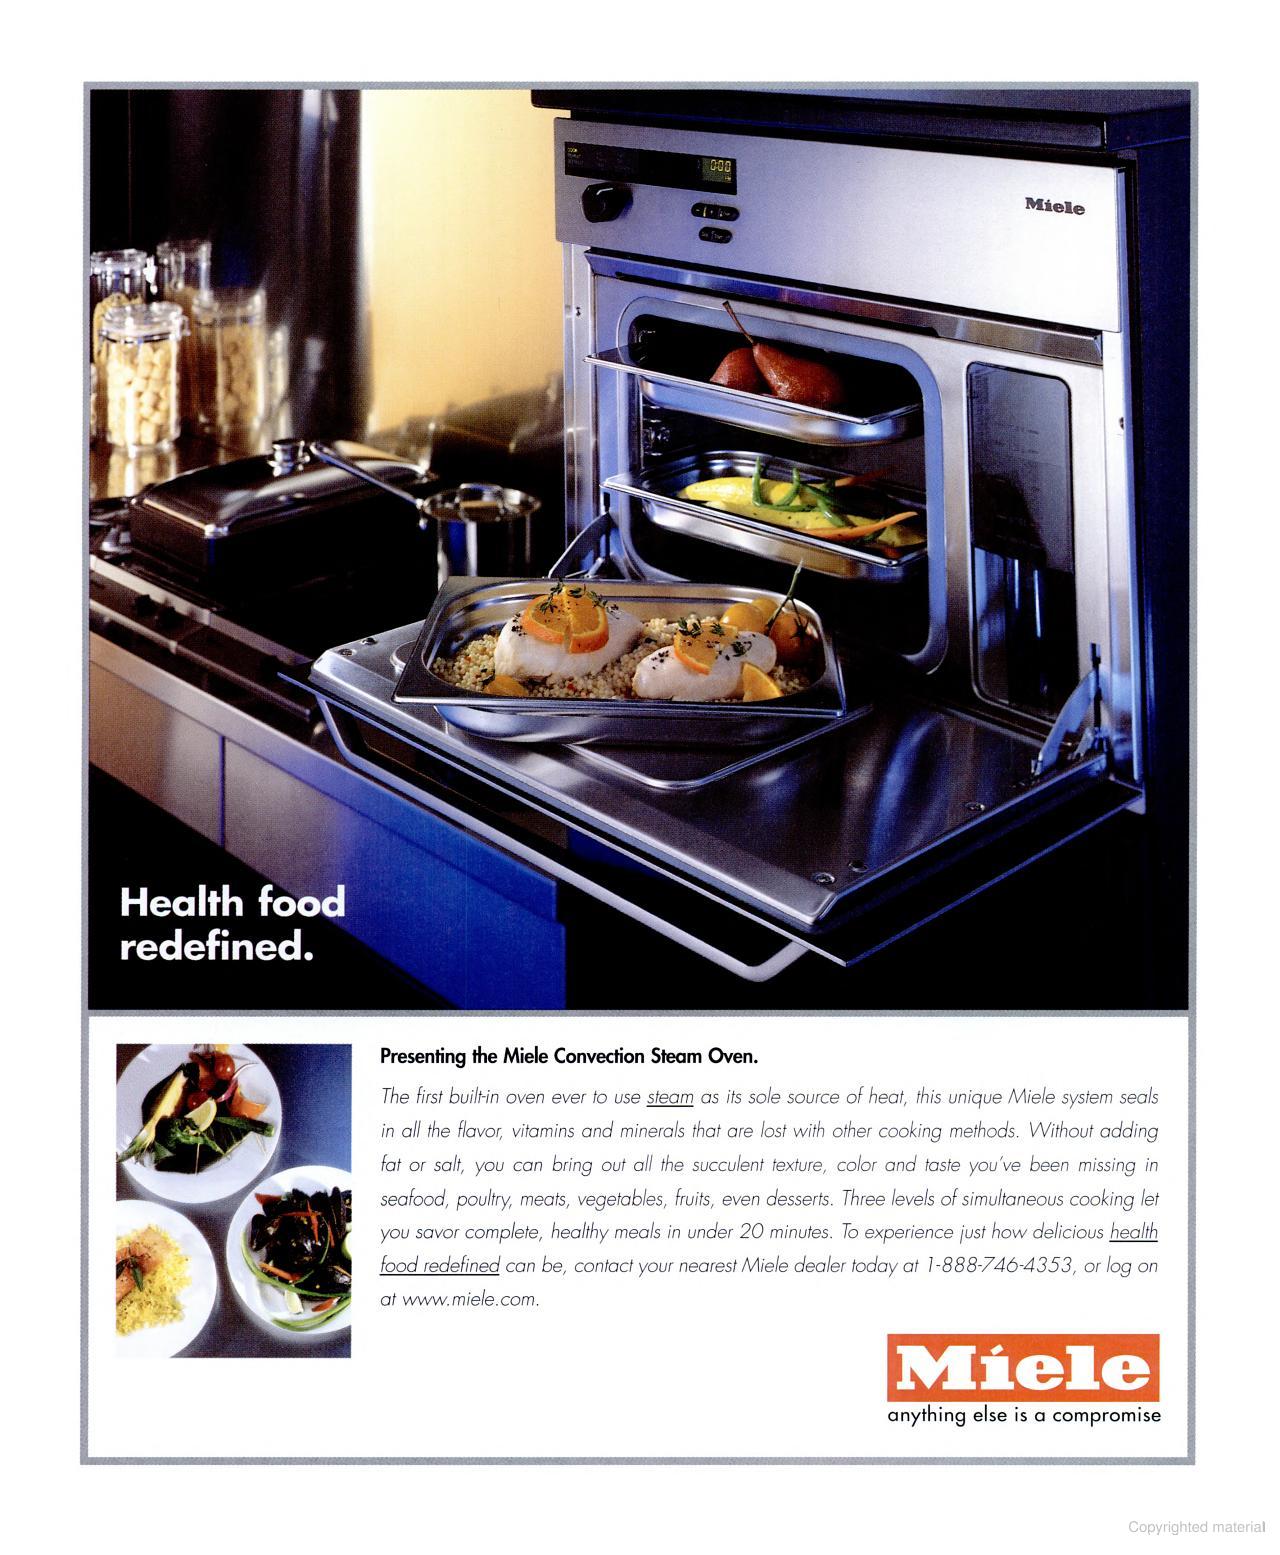 0:00
Miele
Health food
redefined.
Presenting the Miele Convection Steam Oven.
The first built-in oven ever to use steam as its sole source of heat, this unique Miele system seals
in all the flavor, vitamins and minerals that are lost with other cooking methods. Without adding
fat or salt, you can bring out all the succulent texture, color and taste you've been missing in
seafood, poultry, meats, vegetables, fruits, even desserts. Three levels of simultaneous cooking let
you savor complete, healthy meals in under 20 minutes. To experience just how delicious health
food redefined can be, contact your nearest Miele dealer today at 1-888-746-4353, or log on
at www.miele.com.
Miele
anything else is a compromise
Copyrighted material